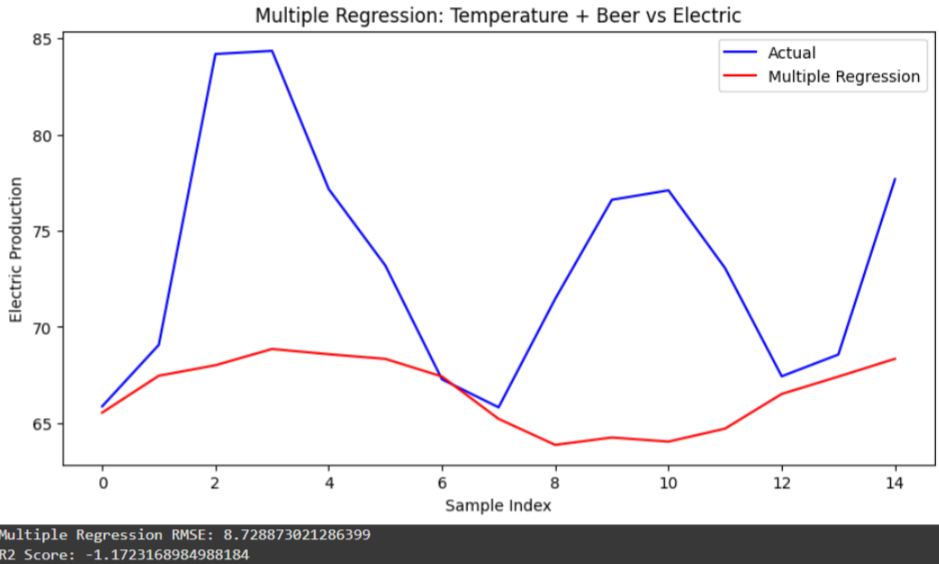 Multiple Regression: Temperature + Beer vs Electric
Actual
Multiple Regression
85
80
75
70
65
Electric Production
0 2 4 6 8 10 12 14
Sample Index
Multiple Regression RMSE: 8.728873021286399
R2 Score: -1.1723168984988184